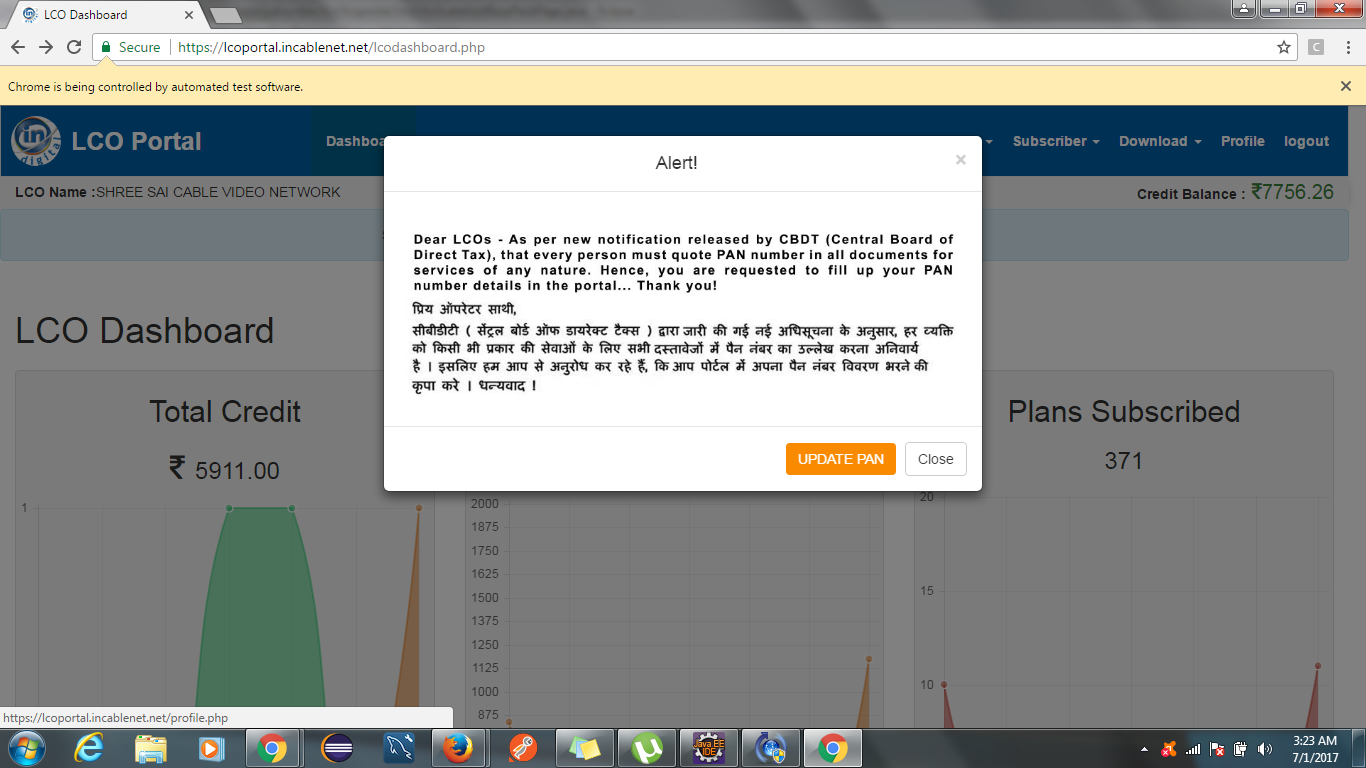 LCO Dashboard
Secure https://lcoportal.incablenet.net/lcodashboard.php
Chrome is being controlled by automated test software.
in digital LCO Portal Dashboa Subscriber Download Profile logout
LCO Name :SHREE SAI CABLE VIDEO NETWORK Credit Balance : ₹7756.26
Alert!
Dear LCOs - As per new notification released by CBDT (Central Board of
Direct Tax), that every person must quote PAN number in all documents for
services of any nature. Hence, you are requested to fill up your PAN
number details in the portal... Thank you!
प्रिय ऑपरेटर साथी,
सीबीडीटी ( सेंट्रल बोर्ड ऑफ डायरेक्ट टैक्स ) द्वारा जारी की गई नई अधिसूचना के अनुसार, हर व्यक्ति
को किसी भी प्रकार की सेवाओं के लिए सभी दस्तावेजों में पैन नंबर का उल्लेख करना अनिवार्य
है । इसलिए हम आप से अनुरोध कर रहे हैं, कि आप पोर्टल में अपना पैन नंबर विवरण भरने की
कृपा करे । धन्यवाद !
UPDATE PAN Close
LCO Dashboard
Total Credit
₹ 5911.00
1
2000
1875
1750
1625
1500
1375
1250
1125
1000
875
Plans Subscribed
371
20
15
10
https://lcoportal.incablenet.net/profile.php
Java EE
IDE
3:23 AM
7/1/2017